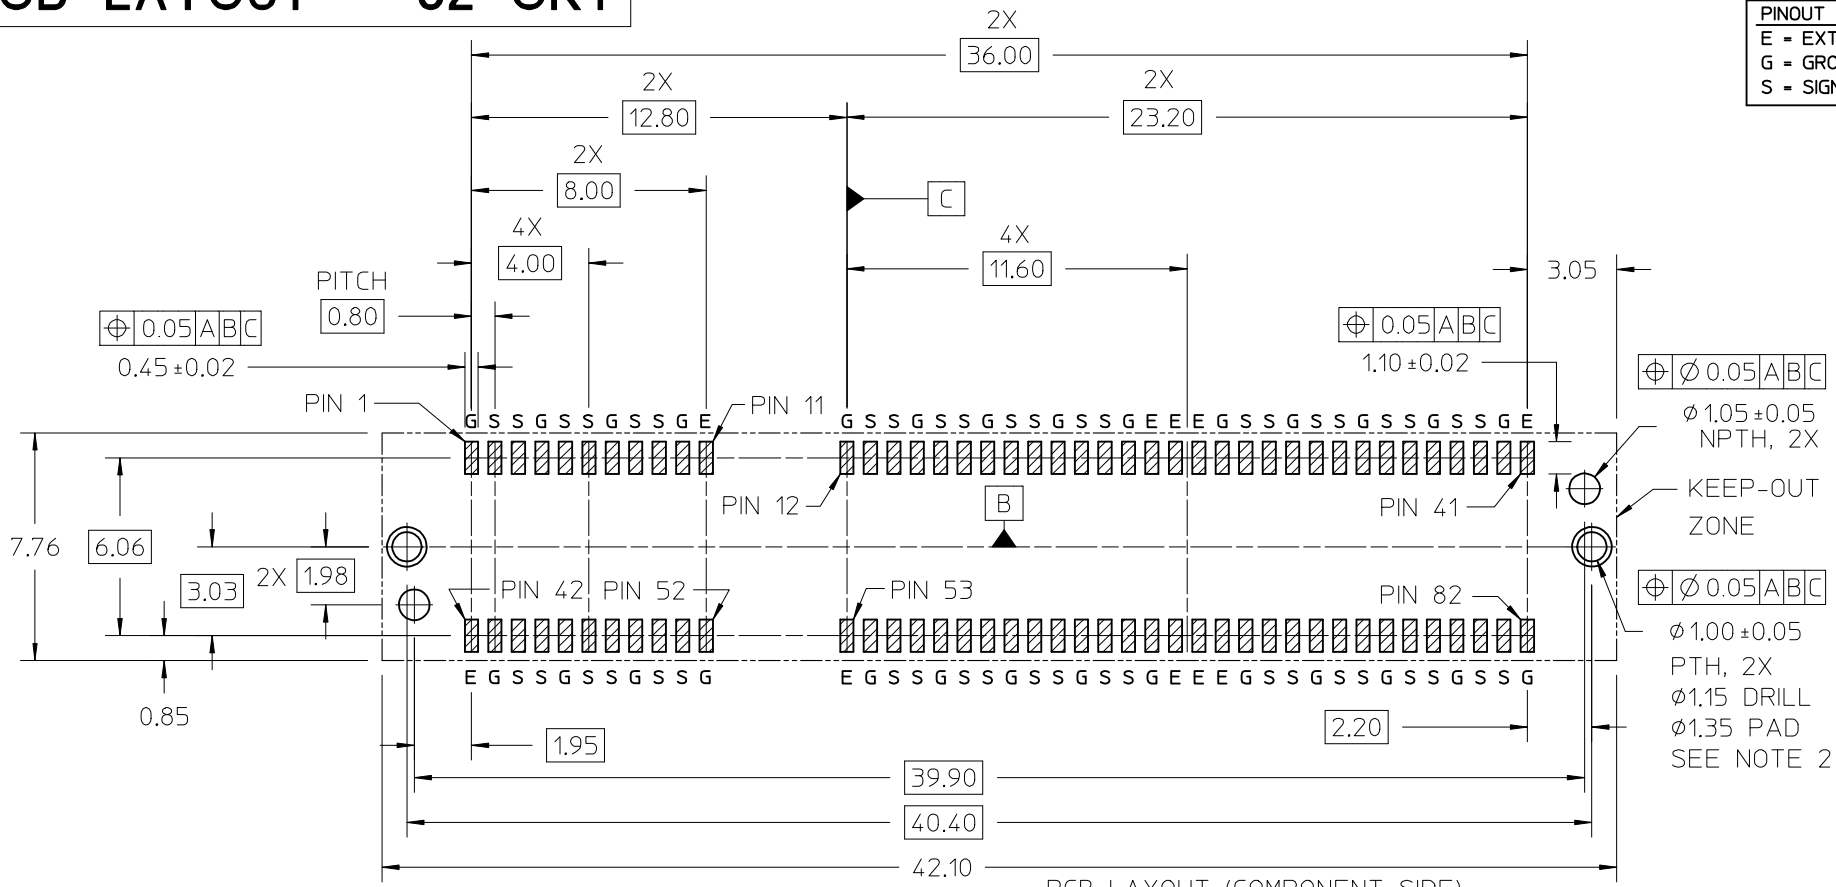 LAYOUT
PINOUT
E =
G =
S =
2X
36.00
2X
2X
12.80
23.20
2X
8.00
C
4X
4X
4.00
11.60
3.05
PITCH
0.80
⌖ 0.05 A B C
⌖ 0.05 A B C
0.45±0.02
1.10±0.02
⌖ ⌀ 0.05 A B C
PIN 1
PIN 11
⌀1.05±0.05
NPTH, 2X
G S S G S S G S S G E
G S S G S S G S S G S S G E E E G S S G S S G S S G S S G E
PIN 12
B
PIN 41
KEEP-OUT
ZONE
7.76
6.06
3.03
2X 1.98
PIN 42 PIN 52
PIN 53
PIN 82
⌖ ⌀ 0.05 A B C
⌀1.00±0.05
PTH, 2X
⌀1.15 DRILL
⌀1.35 PAD
SEE NOTE 2
E G S S G S S G S S G
E G S S G S S G S S G S S G E E E G S S G S S G S S G S S G
0.85
1.95
2.20
39.90
40.40
42.10